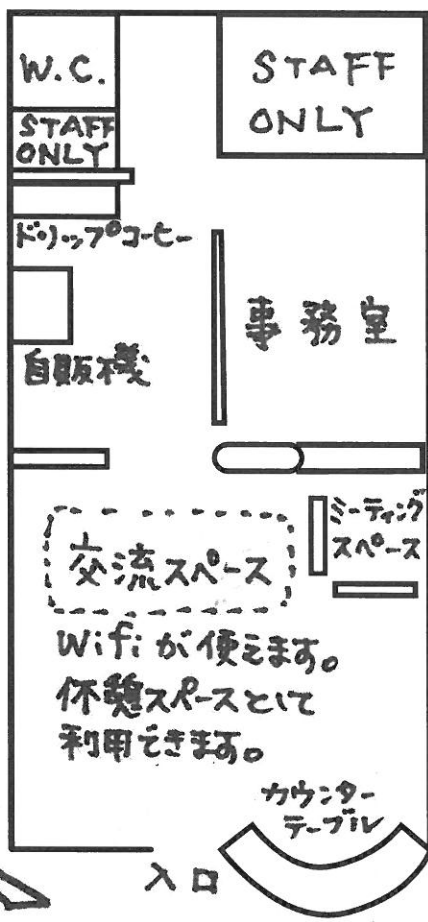 W.C.
STAFF
ONLY
STAFF
ONLY
ドリップコーヒー
自販機
事務室
ミーティング
スペース
交流スペース
Wifiが使えます。
休憩スペースとして
利用できます。
カウンター
テーブル
入口